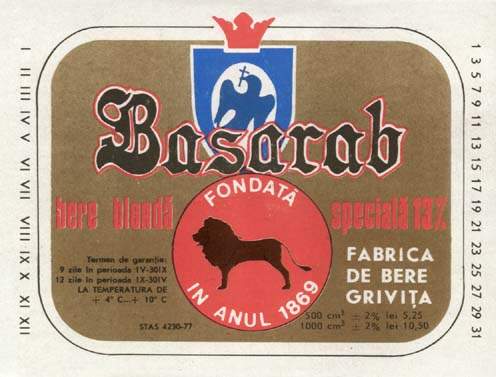 Basarab
bere blondă specială 13%
FONDATĂ
IN ANUL 1869
Termen de garanție:
9 zile în perioada 1V-30IX
12 zile în perioada 1X-30IV
LA TEMPERATURA DE
+ 4° C...+ 10° C
STAS 4230-77
FABRICA
DE BERE
GRIVIȚA
500 cm³ ± 2% lei 5,25
1000 cm³ ± 2% lei 10,50
I II III IV V VI VII VIII IX X XI XII
1 3 5 7 9 11 13 15 17 19 21 23 25 27 29 31